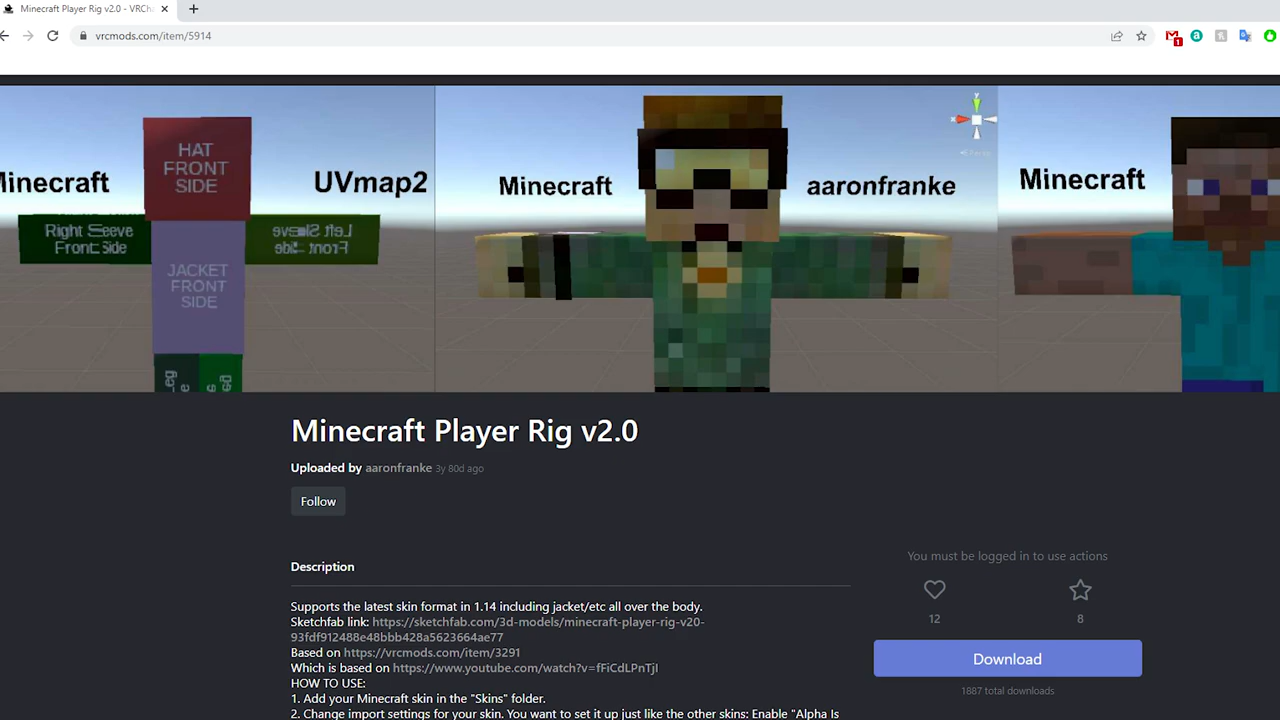 Minecraft Player Rig v2.0 - VRCh
vrcmods.com/item/5914
1
Minecraft
HAT
FRONT
SIDE
UVmap2
Right Sleeve
Front Side
Left Sleeve
Front Side
JACKET
FRONT
SIDE
Minecraft
aaronfranke
y
x
Minecraft
Minecraft Player Rig v2.0
Uploaded by aaronfranke 3y 80d ago
Follow
Description
Supports the latest skin format in 1.14 including jacket/etc all over the body.
Sketchfab link: https://sketchfab.com/3d-models/minecraft-player-rig-v20-
93fdf912488e48bbb428a5623664ae77
Based on https://vrcmods.com/item/3291
Which is based on https://www.youtube.com/watch?v=fFiCdLPnTjI
HOW TO USE:
1. Add your Minecraft skin in the "Skins" folder.
2. Change import settings for your skin. You want to set it up just like the other skins: Enable "Alpha Is
You must be logged in to use actions
12
8
Download
1887 total downloads